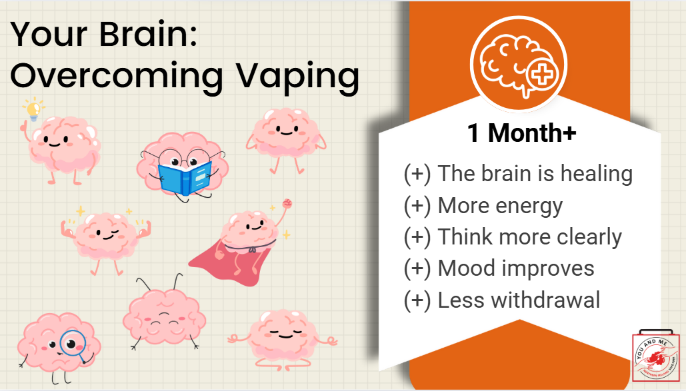 Your Brain:
Overcoming Vaping
1 Month+
(+) The brain is healing
(+) More energy
(+) Think more clearly
(+) Mood improves
(+) Less withdrawal
YOU AND ME